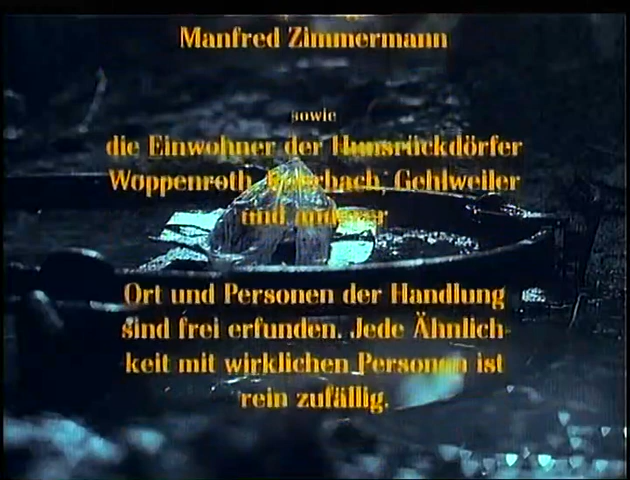 Manfred Zimmermann
sowie
die Einwohner der Hunsrückdörfer
Woppenroth, Gehlweiler
und anderer
Ort und Personen der Handlung
sind frei erfunden. Jede Ähnlich-
keit mit wirklichen Personen ist
rein zufällig.